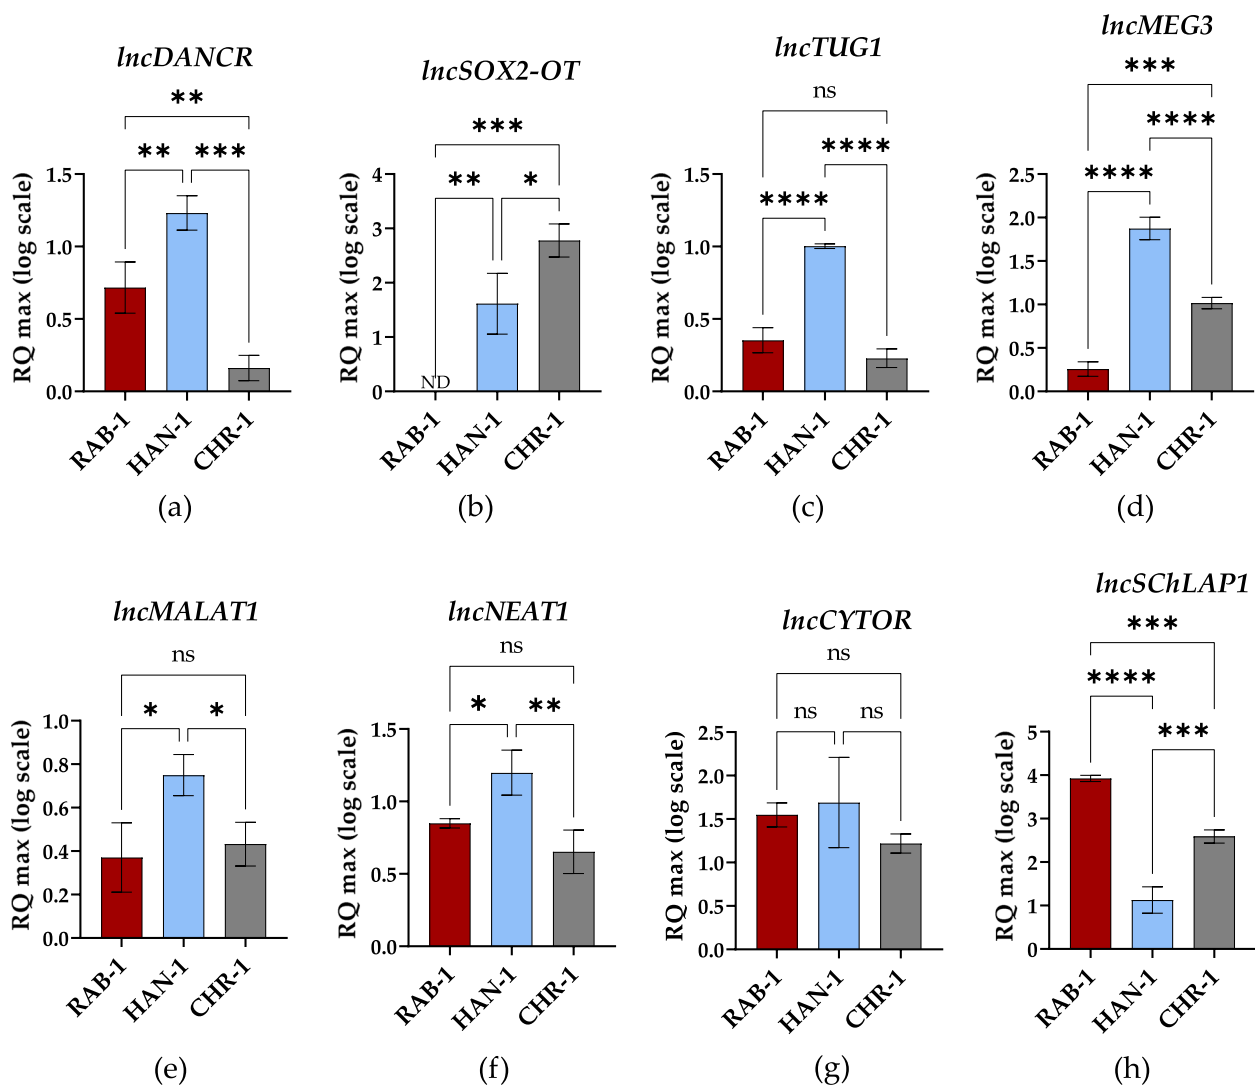 lncDANCR
**
** ***
RQ max (log scale)
1.5
1.0
0.5
0.0
RAB-1
HAN-1
CHR-1
(a)
lncSOX2-OT
***
** *
RQ max (log scale)
4
3
2
1
0
ND
RAB-1
HAN-1
CHR-1
(b)
lncTUG1
ns
****
****
RQ max (log scale)
1.5
1.0
0.5
0.0
RAB-1
HAN-1
CHR-1
(c)
lncMEG3
***
****
****
RQ max (log scale)
2.5
2.0
1.5
1.0
0.5
0.0
RAB-1
HAN-1
CHR-1
(d)
lncMALAT1
ns
* *
RQ max (log scale)
1.0
0.8
0.6
0.4
0.2
0.0
RAB-1
HAN-1
CHR-1
(e)
lncNEAT1
ns
* **
RQ max (log scale)
1.5
1.0
0.5
0.0
RAB-1
HAN-1
CHR-1
(f)
lncCYTOR
ns
ns ns
RQ max (log scale)
2.5
2.0
1.5
1.0
0.5
0.0
RAB-1
HAN-1
CHR-1
(g)
lncSChLAP1
***
****
***
RQ max (log scale)
5
4
3
2
1
0
RAB-1
HAN-1
CHR-1
(h)